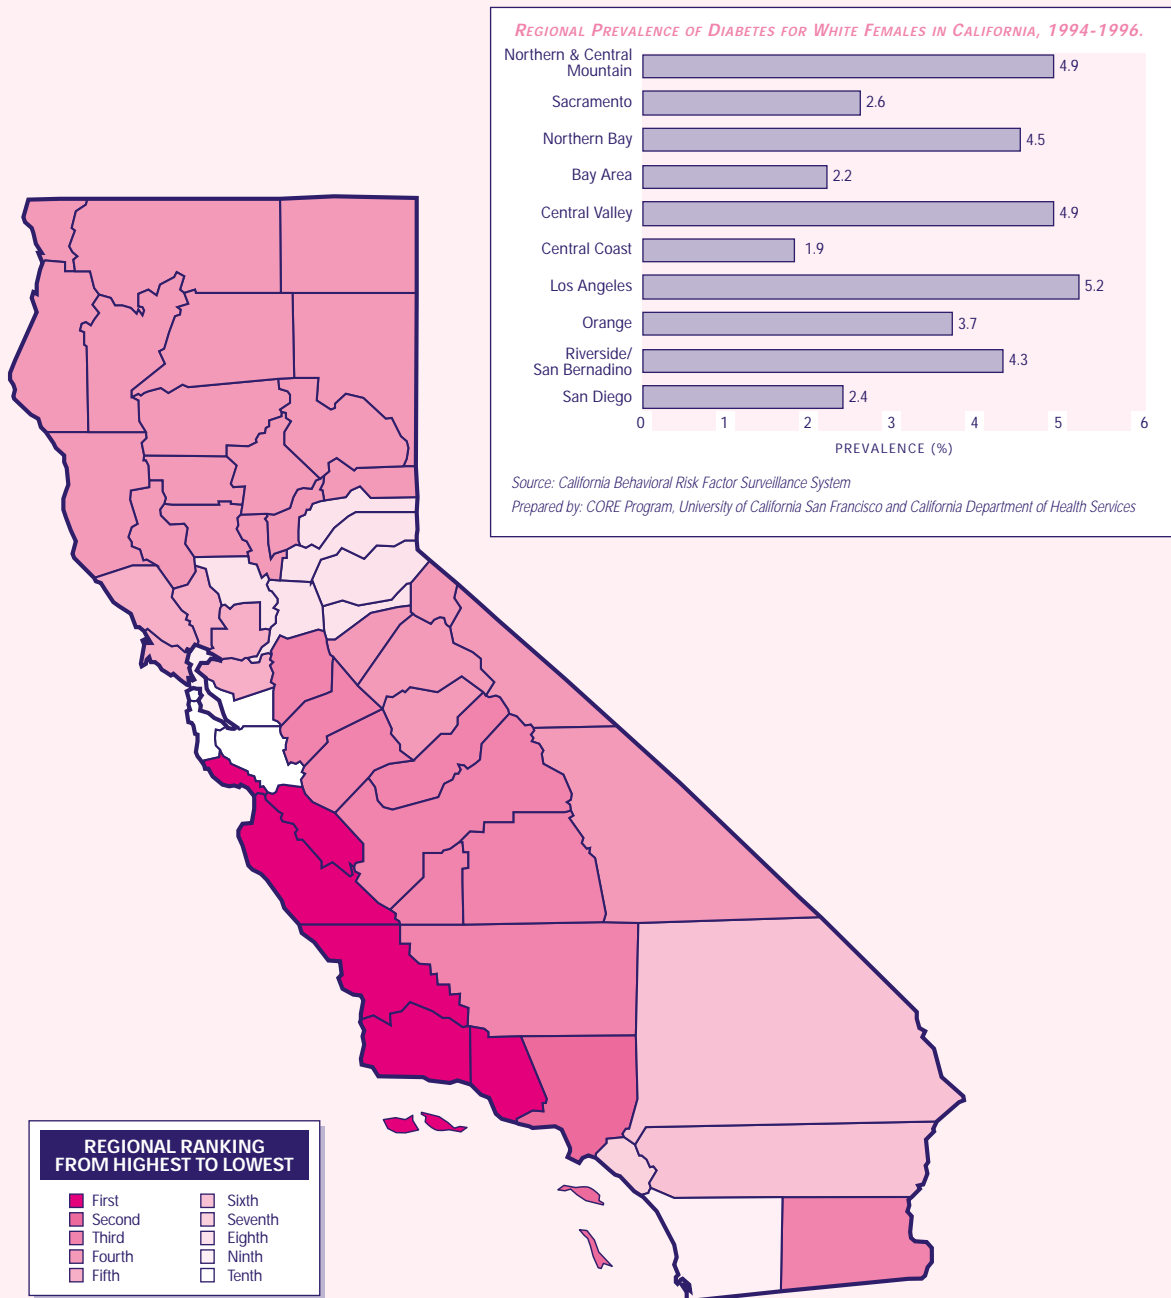 REGIONAL PREVALENCE OF DIABETES FOR WHITE FEMALES IN CALIFORNIA, 1994-1996.
Northern & Central
Mountain
4.9
Sacramento
2.6
Northern Bay
4.5
Bay Area
2.2
Central Valley
4.9
Central Coast
1.9
Los Angeles
5.2
Orange
3.7
Riverside/
San Bernadino
4.3
San Diego
2.4
0 1 2 3 4 5 6
PREVALENCE (%)
Source: California Behavioral Risk Factor Surveillance System
Prepared by: CORE Program, University of California San Francisco and California Department of Health Services
REGIONAL RANKING
FROM HIGHEST TO LOWEST
First
Second
Third
Fourth
Fifth
Sixth
Seventh
Eighth
Ninth
Tenth